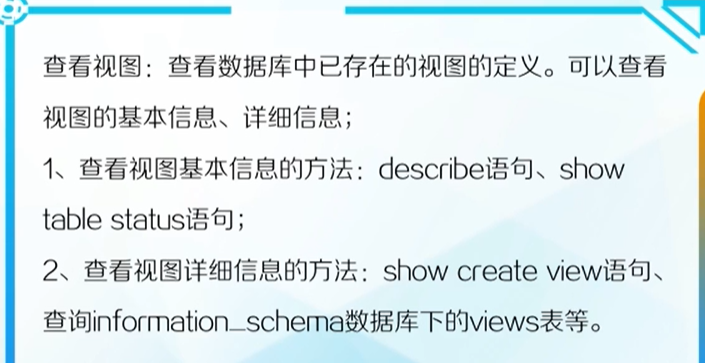 查看视图：查看数据库中已存在的视图的定义。可以查看
视图的基本信息、详细信息；
1、查看视图基本信息的方法：describe语句、show
table status语句；
2、查看视图详细信息的方法：show create view语句、
查询information_schema数据库下的views表等。